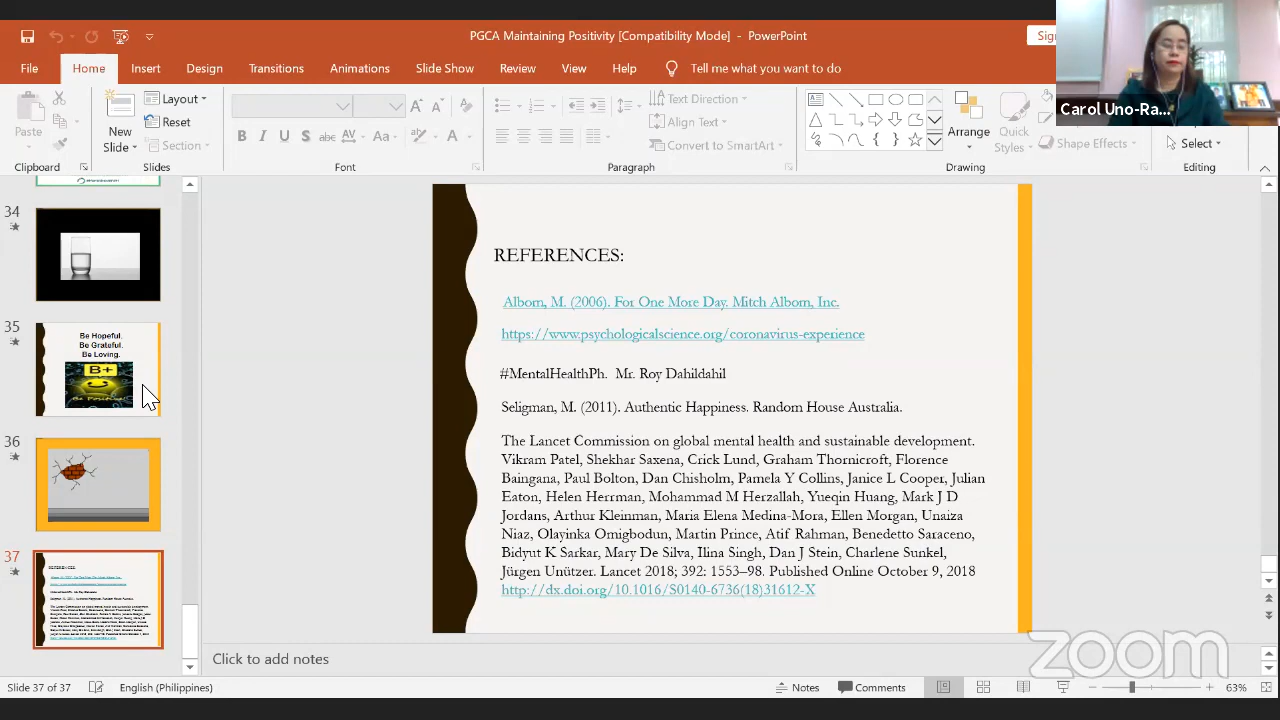 PGCA Maintaining Positivity [Compatibility Mode] - PowerPoint
Sig
Carol Uno-Ra...
File Home Insert Design Transitions Animations Slide Show Review View Help Tell me what you want to do
Paste
New
Slide
Layout
Reset
Section
B I U S abc AV Aa A
Text Direction
Align Text
Convert to SmartArt
Arrange
Quick
Styles
Shape Effects
Select
Clipboard Slides Font Paragraph Drawing Editing
34
35
Be Hopeful.
Be Grateful.
Be Loving.
B+
Be Positive
36
37
REFERENCES:
Albom, M. (2006). For One More Day. Mitch Albom, Inc.
https://www.psychologicalscience.org/coronavirus-experience
#MentalHealthPh. Mr. Roy Dahildahil
Seligman, M. (2011). Authentic Happiness. Random House Australia.
The Lancet Commission on global mental health and sustainable development.
Vikram Patel, Shekhar Saxena, Crick Lund, Graham Thornicroft, Florence
Baingana, Paul Bolton, Dan Chisholm, Pamela Y Collins, Janice L Cooper, Julian
Eaton, Helen Herrman, Mohammad M Herzallah, Yueqin Huang, Mark J D
Jordans, Arthur Kleinman, Maria Elena Medina-Mora, Ellen Morgan, Unaiza
Niaz, Olayinka Omigbodun, Martin Prince, Atif Rahman, Benedetto Saraceno,
Bidyut K Sarkar, Mary De Silva, Ilina Singh, Dan J Stein, Charlene Sunkel,
Jürgen Unützer. Lancet 2018; 392: 1553–98. Published Online October 9, 2018
http://dx.doi.org/10.1016/S0140-6736(18)31612-X
Click to add notes
zoom
Slide 37 of 37 English (Philippines) Notes Comments 63%